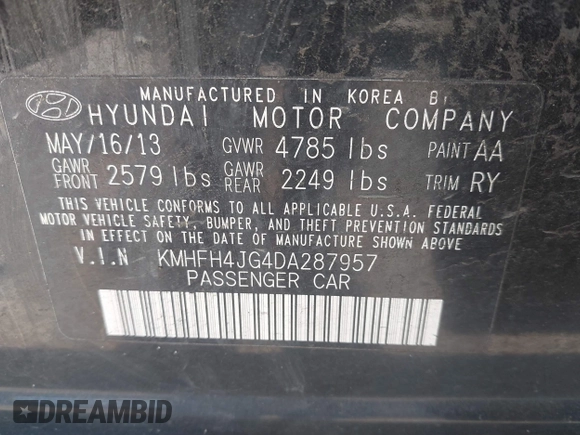 MANUFACTURED IN KOREA B
HYUNDAI MOTOR COMPANY
MAY/16/13 GVWR 4785 lbs PAINT AA
GAWR FRONT 2579 lbs GAWR REAR 2249 lbs TRIM RY
THIS VEHICLE CONFORMS TO ALL APPLICABLE U.S.A. FEDERAL
MOTOR VEHICLE SAFETY, BUMPER, AND THEFT PREVENTION STANDARDS
IN EFFECT ON THE DATE OF MANUFACTURE SHOWN ABOVE.
V.I.N KMHFH4JG4DA287957
PASSENGER CAR
DREAMBID